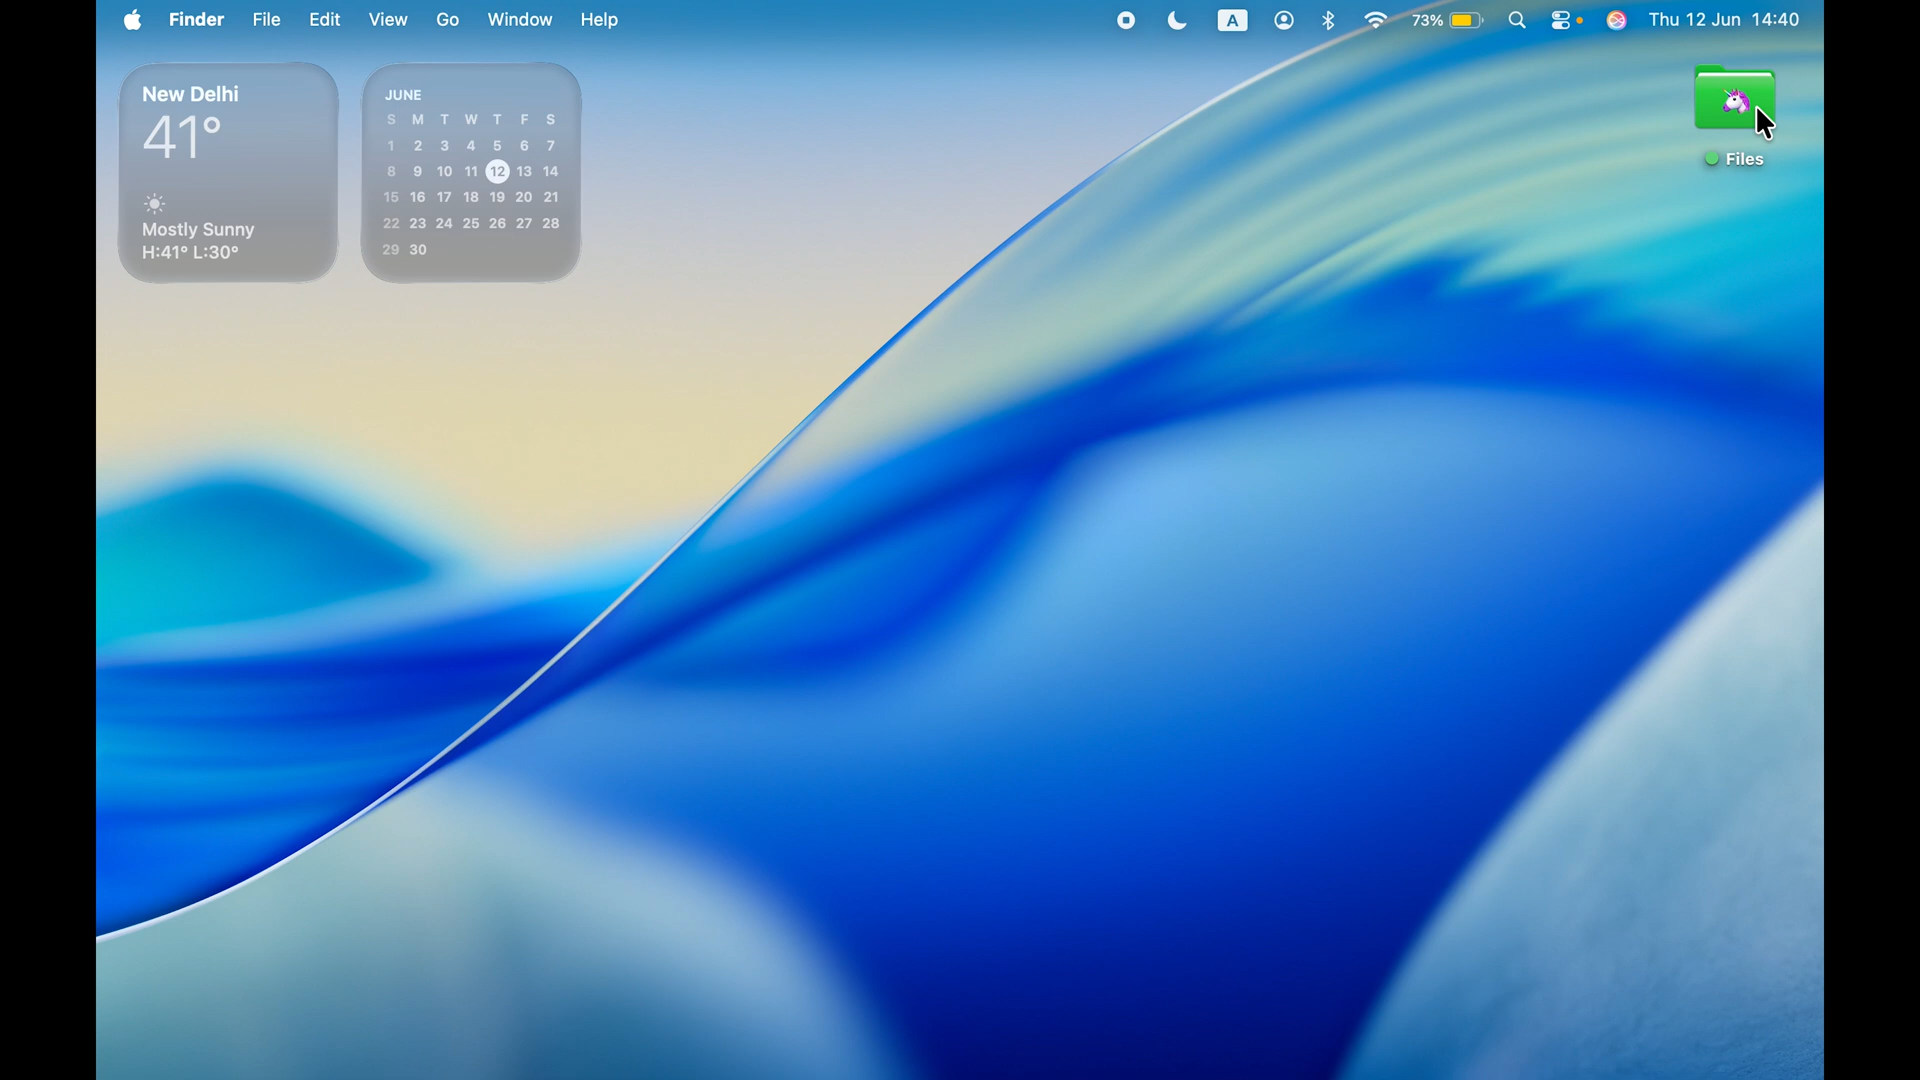 Finder File Edit View Go Window Help A 73% Thu 12 Jun 14:40
New Delhi
41°
Mostly Sunny
H:41° L:30°
JUNE
S M T W T F S
1 2 3 4 5 6 7
8 9 10 11 12 13 14
15 16 17 18 19 20 21
22 23 24 25 26 27 28
29 30
Files